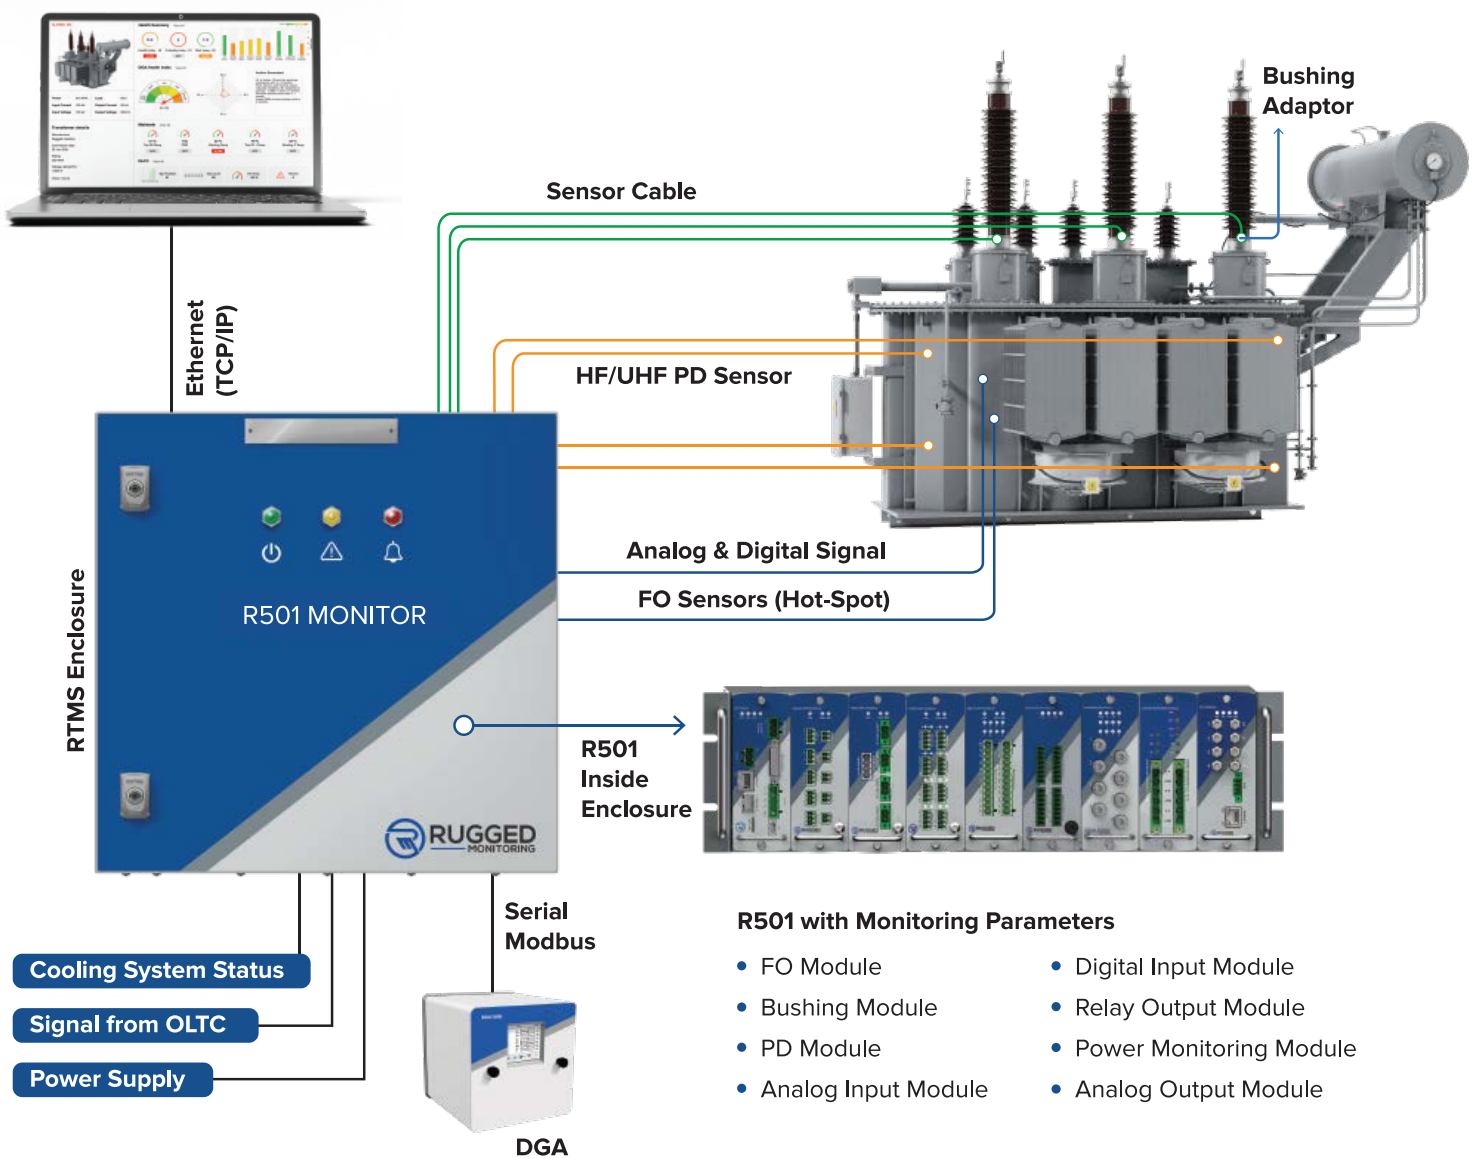 Bushing
Adaptor
Sensor Cable
Ethernet
(TCP/IP)
HF/UHF PD Sensor
Analog & Digital Signal
FO Sensors (Hot-Spot)
R501 MONITOR
RTMS Enclosure
RUGGED
MONITORING
R501
Inside
Enclosure
Serial
Modbus
Cooling System Status
Signal from OLTC
Power Supply
DGA
R501 with Monitoring Parameters
FO Module
Bushing Module
PD Module
Analog Input Module
Digital Input Module
Relay Output Module
Power Monitoring Module
Analog Output Module